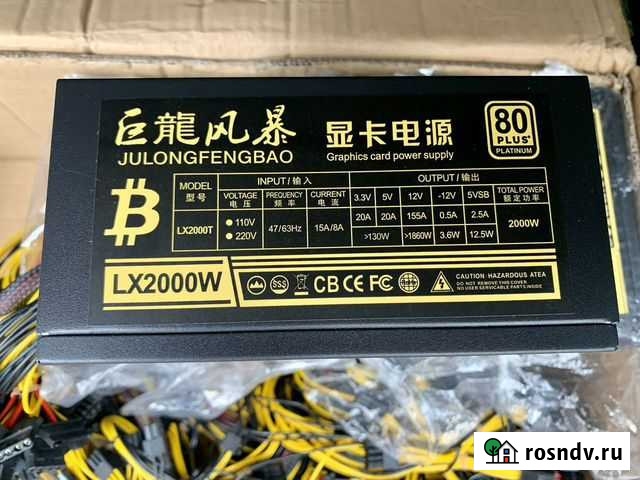 巨龍风暴
JULONGFENGBAO
显卡电源
Graphics card power supply
80
PLUS
PLATINUM
MODEL
型号
INPUT/输入
OUTPUT/输出
TOTAL POWER
额定功率
VOLTAGE
电压
FREQUENCY
频率
CURRENT
电流
3.3V 5V 12V -12V 5VSB
LX2000T
110V
220V
47/63Hz
15A/8A
20A 20A 155A 0.5A 2.5A
>130W >1860W 3.6W 12.5W
2000W
LX2000W
SSS
CB CE FC
CAUTION HAZARDOUS ATEA
DO NOT REMOVE THIS COVER
NO USER SERVICABLE PARTS INSIDE
rosndv.ru